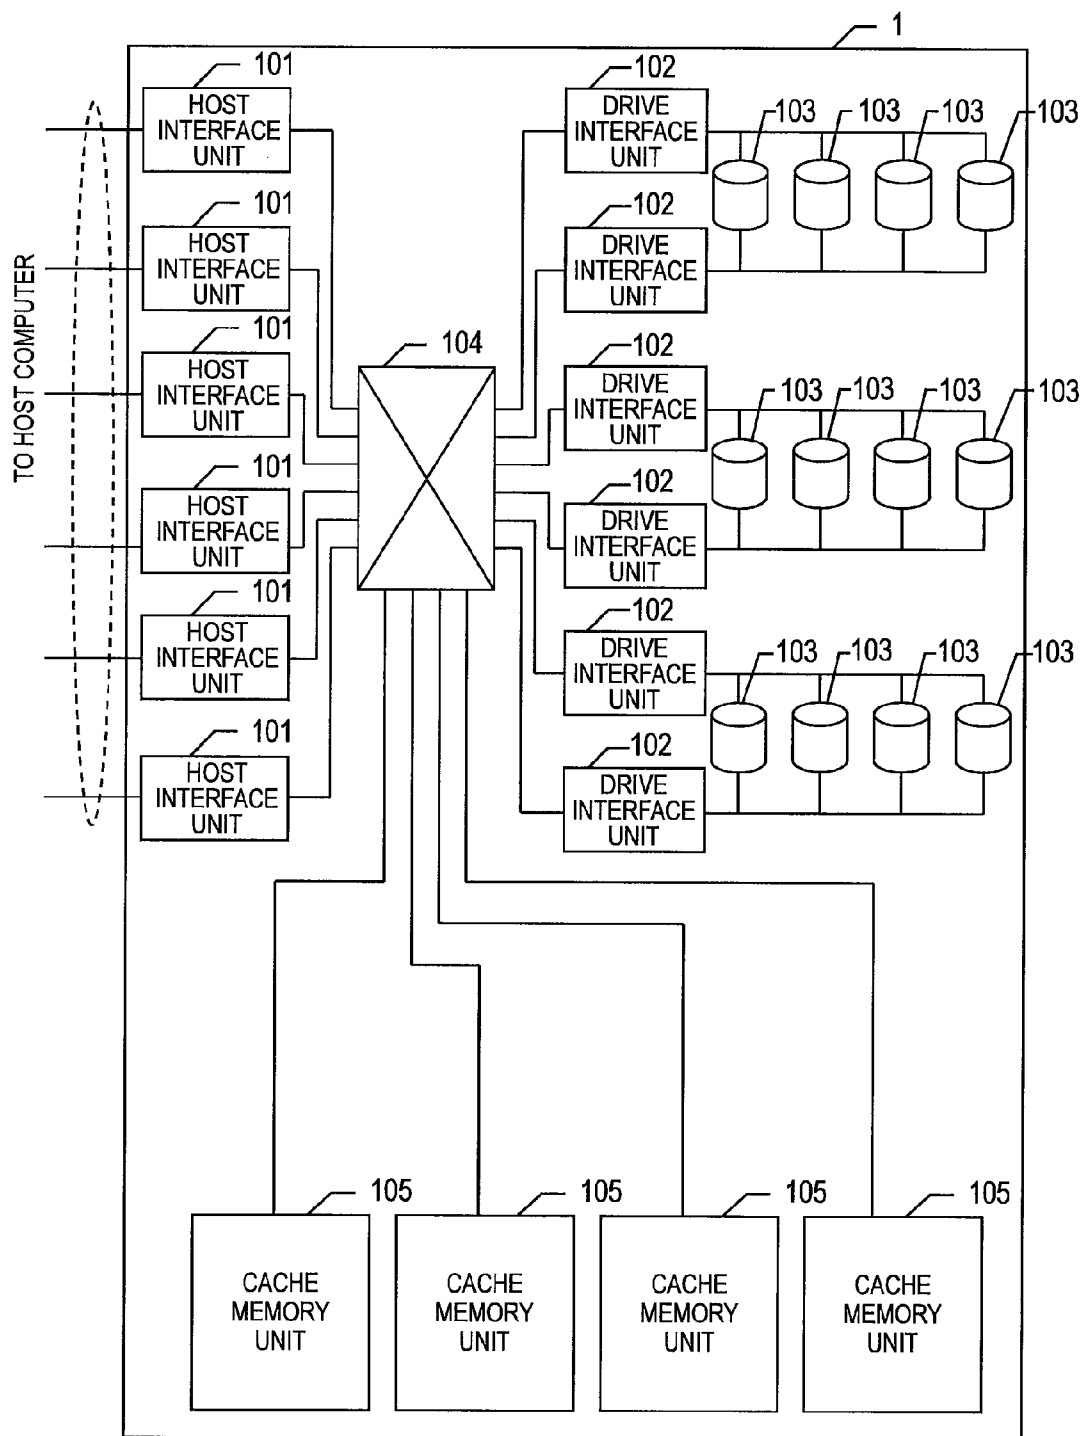 1
101
HOST
INTERFACE
UNIT
101
HOST
INTERFACE
UNIT
101
HOST
INTERFACE
UNIT
101
HOST
INTERFACE
UNIT
101
HOST
INTERFACE
UNIT
101
HOST
INTERFACE
UNIT
TO HOST COMPUTER
104
102
DRIVE
INTERFACE
UNIT
103
103
103
103
102
DRIVE
INTERFACE
UNIT
102
DRIVE
INTERFACE
UNIT
103
103
103
103
102
DRIVE
INTERFACE
UNIT
102
DRIVE
INTERFACE
UNIT
103
103
103
103
102
DRIVE
INTERFACE
UNIT
105
CACHE
MEMORY
UNIT
105
CACHE
MEMORY
UNIT
105
CACHE
MEMORY
UNIT
105
CACHE
MEMORY
UNIT